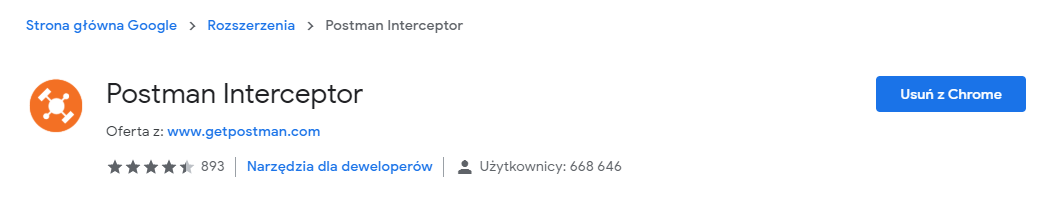 Strona główna Google > Rozszerzenia > Postman Interceptor
Postman Interceptor
Usuń z Chrome
Oferta z: www.getpostman.com
893 | Narzędzia dla deweloperów | Użytkownicy: 668 646